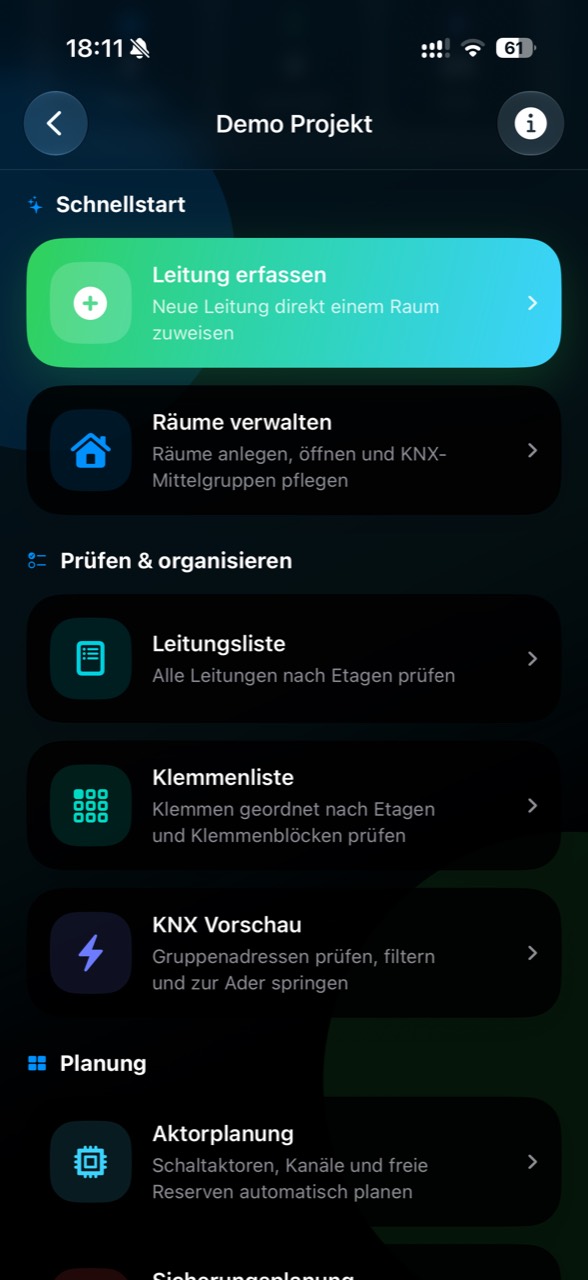 18:11
61
Demo Projekt
Schnellstart
Leitung erfassen
Neue Leitung direkt einem Raum
zuweisen
Räume verwalten
Räume anlegen, öffnen und KNX-
Mittelgruppen pflegen
Prüfen & organisieren
Leitungsliste
Alle Leitungen nach Etagen prüfen
Klemmenliste
Klemmen geordnet nach Etagen
und Klemmenblöcken prüfen
KNX Vorschau
Gruppenadressen prüfen, filtern
und zur Ader springen
Planung
Aktorplanung
Schaltaktoren, Kanäle und freie
Reserven automatisch planen
Sicherungsplanung